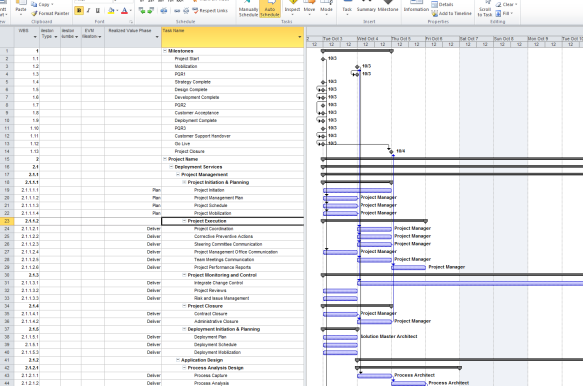 Paste
Copy
Format Painter
B I U
Clipboard
Font
Respect Links
Schedule
Manually Schedule
Auto Schedule
Inspect Move Mode
Tasks
Task Summary Milestone
Insert
Information
Details
Add to Timeline
Properties
Scroll to Task
Clear
Fill
Editing
WBS EVM Realized Value Phase Task Name
Tue Oct 3 Wed Oct 4 Thu Oct 5 Fri Oct 6 Sat Oct 7 Sun Oct 8 Mon Oct 9 Tue Oct 10
12 12 12 12 12 12 12 12 12 12 12 12 12 12 12
1 1 Milestones
2 1.1 Project Start 10/3
3 1.2 Mobilization 10/3
4 1.3 PGR1 10/3
5 1.4 Strategy Complete 10/3
6 1.5 Design Complete 10/3
7 1.6 Development Complete 10/3
8 1.7 PGR2 10/3
9 1.8 Customer Acceptance 10/3
10 1.9 Deployment Complete 10/3
11 1.10 PGR3 10/3
12 1.11 Customer Support Handover 10/3
13 1.12 Go Live 10/3
14 1.13 Project Closure 10/4
15 2 Project Name
16 2.1 Deployment Services
17 2.1.1 Project Management
18 2.1.1.1 Project Initiation & Planning
19 2.1.1.1.1 Plan Project Initiation
20 2.1.1.1.2 Plan Project Management Plan Project Manager
21 2.1.1.1.3 Plan Project Schedule Project Manager
22 2.1.1.1.4 Plan Project Mobilization Project Manager
23 2.1.1.2 Project Execution
24 2.1.1.2.1 Deliver Project Coordination Project Manager
25 2.1.1.2.2 Deliver Corrective Preventive Actions Project Manager
26 2.1.1.2.3 Deliver Steering Committee Communication Project Manager
27 2.1.1.2.4 Deliver Project Management Office Communication Project Manager
28 2.1.1.2.5 Deliver Team Meetings Communication Project Manager
29 2.1.1.2.6 Deliver Project Performance Reports Project Manager
30 2.1.3 Project Monitoring and Control
31 2.1.1.3.1 Deliver Integrate Change Control
32 2.1.1.3.2 Deliver Project Reviews
33 2.1.1.3.3 Deliver Risk and Issue Management
34 2.1.4 Project Closure
35 2.1.1.4.1 Deliver Contract Closure Project Manager
36 2.1.1.4.2 Deliver Administrative Closure Project Manager
37 2.1.5 Deployment Initiation & Planning
38 2.1.1.5.1 Deliver Deployment Plan Solution Master Architect
39 Deliver Deployment Schedule
40 2.1.1.5.3 Deliver Deployment Mobilization
41 2.1.2 Application Design
42 2.1.2.1 Process Analysis Design
43 2.1.2.1.1 Deliver Process Capture Process Architect
44 2.1.2.1.2 Deliver Process Analysis Process Architect